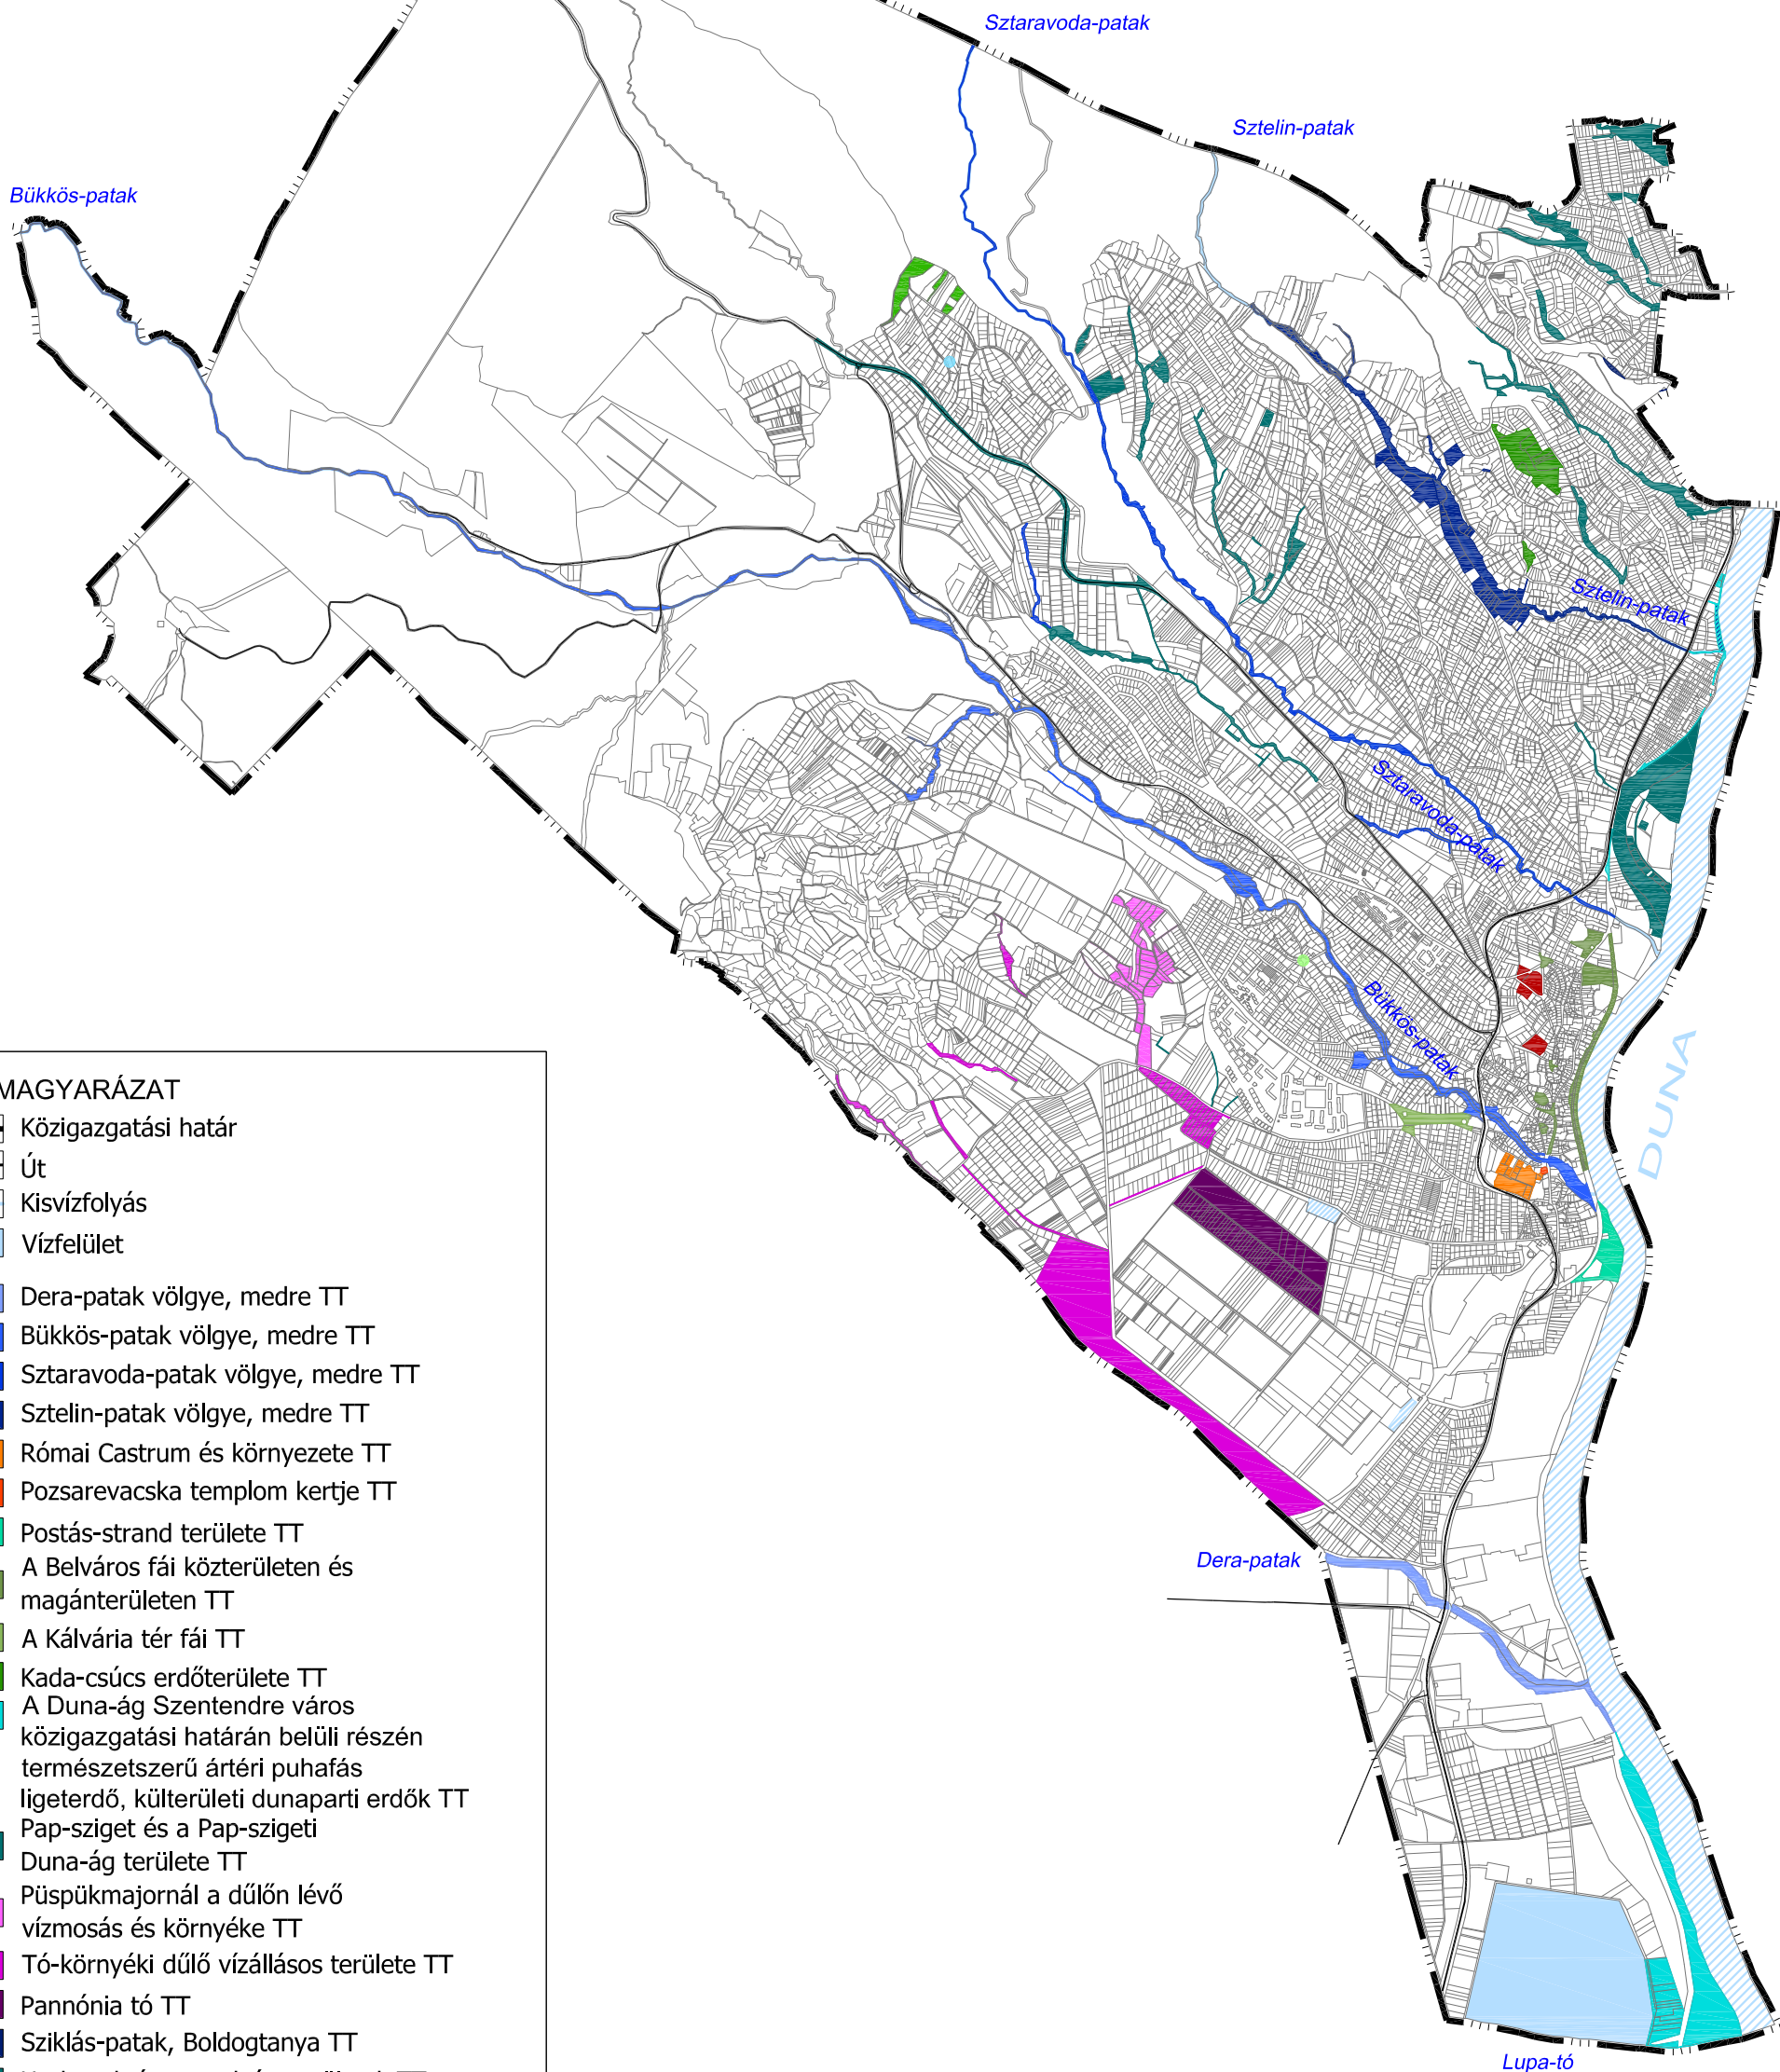 Sztaravoda-patak
Sztelin-patak
Bükkös-patak
Sztelin-patak
Sztaravoda-patak
Bükkös-patak
DUNA
MAGYARÁZAT
Közigazgatási határ
Út
Kisvízfolyás
Vízfelület
Dera-patak völgye, medre TT
Bükkös-patak völgye, medre TT
Sztaravoda-patak völgye, medre TT
Sztelin-patak völgye, medre TT
Római Castrum és környezete TT
Pozsarevacska templom kertje TT
Postás-strand területe TT
A Belváros fái közterületen és
magánterületen TT
A Kálvária tér fái TT
Kada-csúcs erdőterülete TT
A Duna-ág Szentendre város
közigazgatási határán belüli részén
természetszerű ártéri puhafás
ligeterdő, külterületi dunaparti erdők TT
Pap-sziget és a Pap-szigeti
Duna-ág területe TT
Püspükmajornál a dűlőn lévő
vízmosás és környéke TT
Tó-környéki dűlő vízállásos területe TT
Pannónia tó TT
Sziklás-patak, Boldogtanya TT
Dera-patak
Lupa-tó